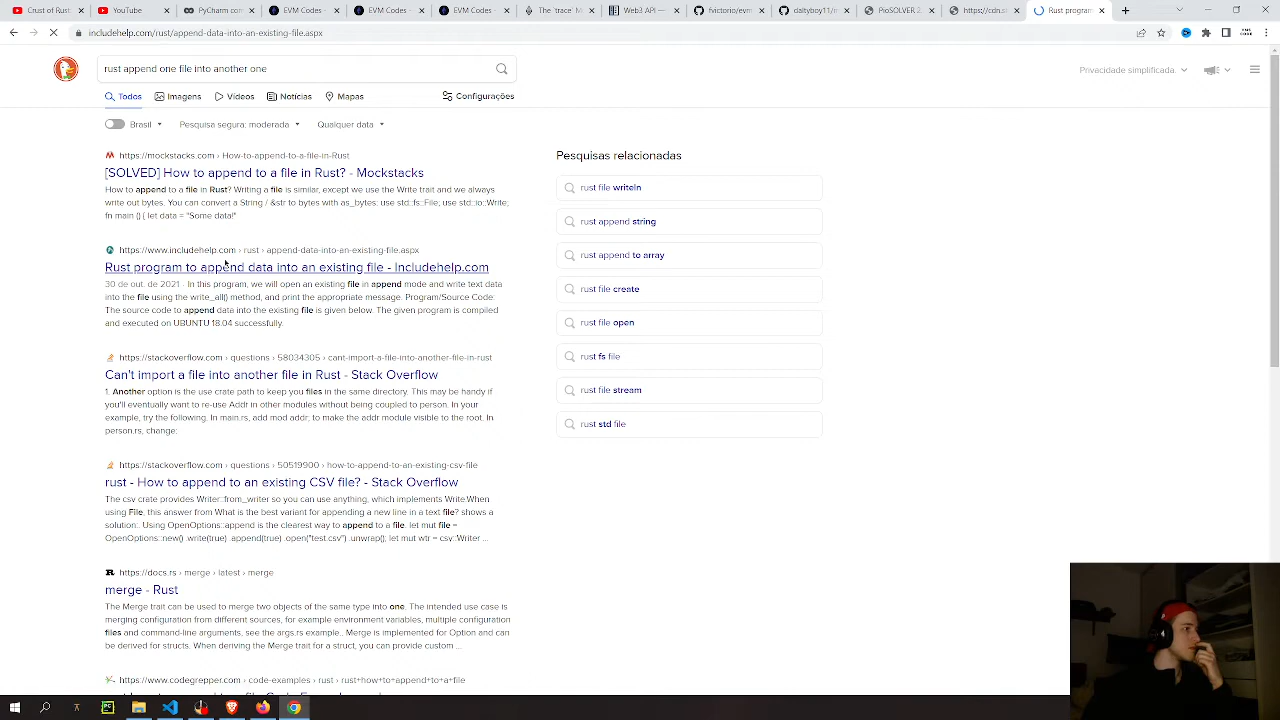 Crust of Rust:
YouTube
PyCharm.com
EVM Codes -
EVM Codes -
EVM Codes -
The 'trace' M
Web3 API —
fvictorio/evm
daltyboy11/m
PioSOLVER 2.
https://cdn.sh
Rust program
includehelp.com/rust/append-data-into-an-existing-file.aspx
rust append one file into another one
Privacidade simplificada.
Todos
Imagens
Vídeos
Notícias
Mapas
Configurações
Brasil
Pesquisa segura: moderada
Qualquer data
https://mockstacks.com › How-to-append-to-a-file-in-Rust
[SOLVED] How to append to a file in Rust? - Mockstacks
How to append to a file in Rust? Writing a file is similar, except we use the Write trait and we always
write out bytes. You can convert a String / &str to bytes with as_bytes: use std::fs::File; use std::io::Write;
fn main () { let data = "Some data!"
https://www.includehelp.com › rust › append-data-into-an-existing-file.aspx
Rust program to append data into an existing file - Includehelp.com
30 de out. de 2021 · In this program, we will open an existing file in append mode and write text data
into the file using the write_all() method, and print the appropriate message. Program/Source Code:
The source code to append data into the existing file is given below. The given program is compiled
and executed on UBUNTU 18.04 successfully.
https://stackoverflow.com › questions › 58034305 › cant-import-a-file-into-another-file-in-rust
Can't import a file into another file in Rust - Stack Overflow
1. Another option is the use crate path to keep you files in the same directory. This may be handy if
you'll eventually want to re-use Addr in other modules without being coupled to person. In your
example, try the following. In main.rs, add mod addr; to make the addr module visible to the root. In
person.rs, change;
https://stackoverflow.com › questions › 50519900 › how-to-append-to-an-existing-csv-file
rust - How to append to an existing CSV file? - Stack Overflow
The csv crate provides Writer::from_writer so you can use anything, which implements Write.When
using File, this answer from What is the best variant for appending a new line in a text file? shows a
solution:. Using OpenOptions::append is the clearest way to append to a file. let mut file =
OpenOptions::new() .write(true) .append(true) .open("test.csv") .unwrap(); let mut wtr = csv::Writer ...
https://docs.rs › merge › latest › merge
merge - Rust
The Merge trait can be used to merge two objects of the same type into one. The intended use case is
merging configuration from different sources, for example environment variables, multiple configuration
files and command-line arguments, see the args.rs example.. Merge is implemented for Option and can
be derived for structs. When deriving the Merge trait for a struct, you can provide custom ...
https://www.codegrepper.com › code-examples › rust › rust+how+to+append+to+a+file
Pesquisas relacionadas
rust file writeln
rust append string
rust append to array
rust file create
rust file open
rust fs file
rust file stream
rust std file